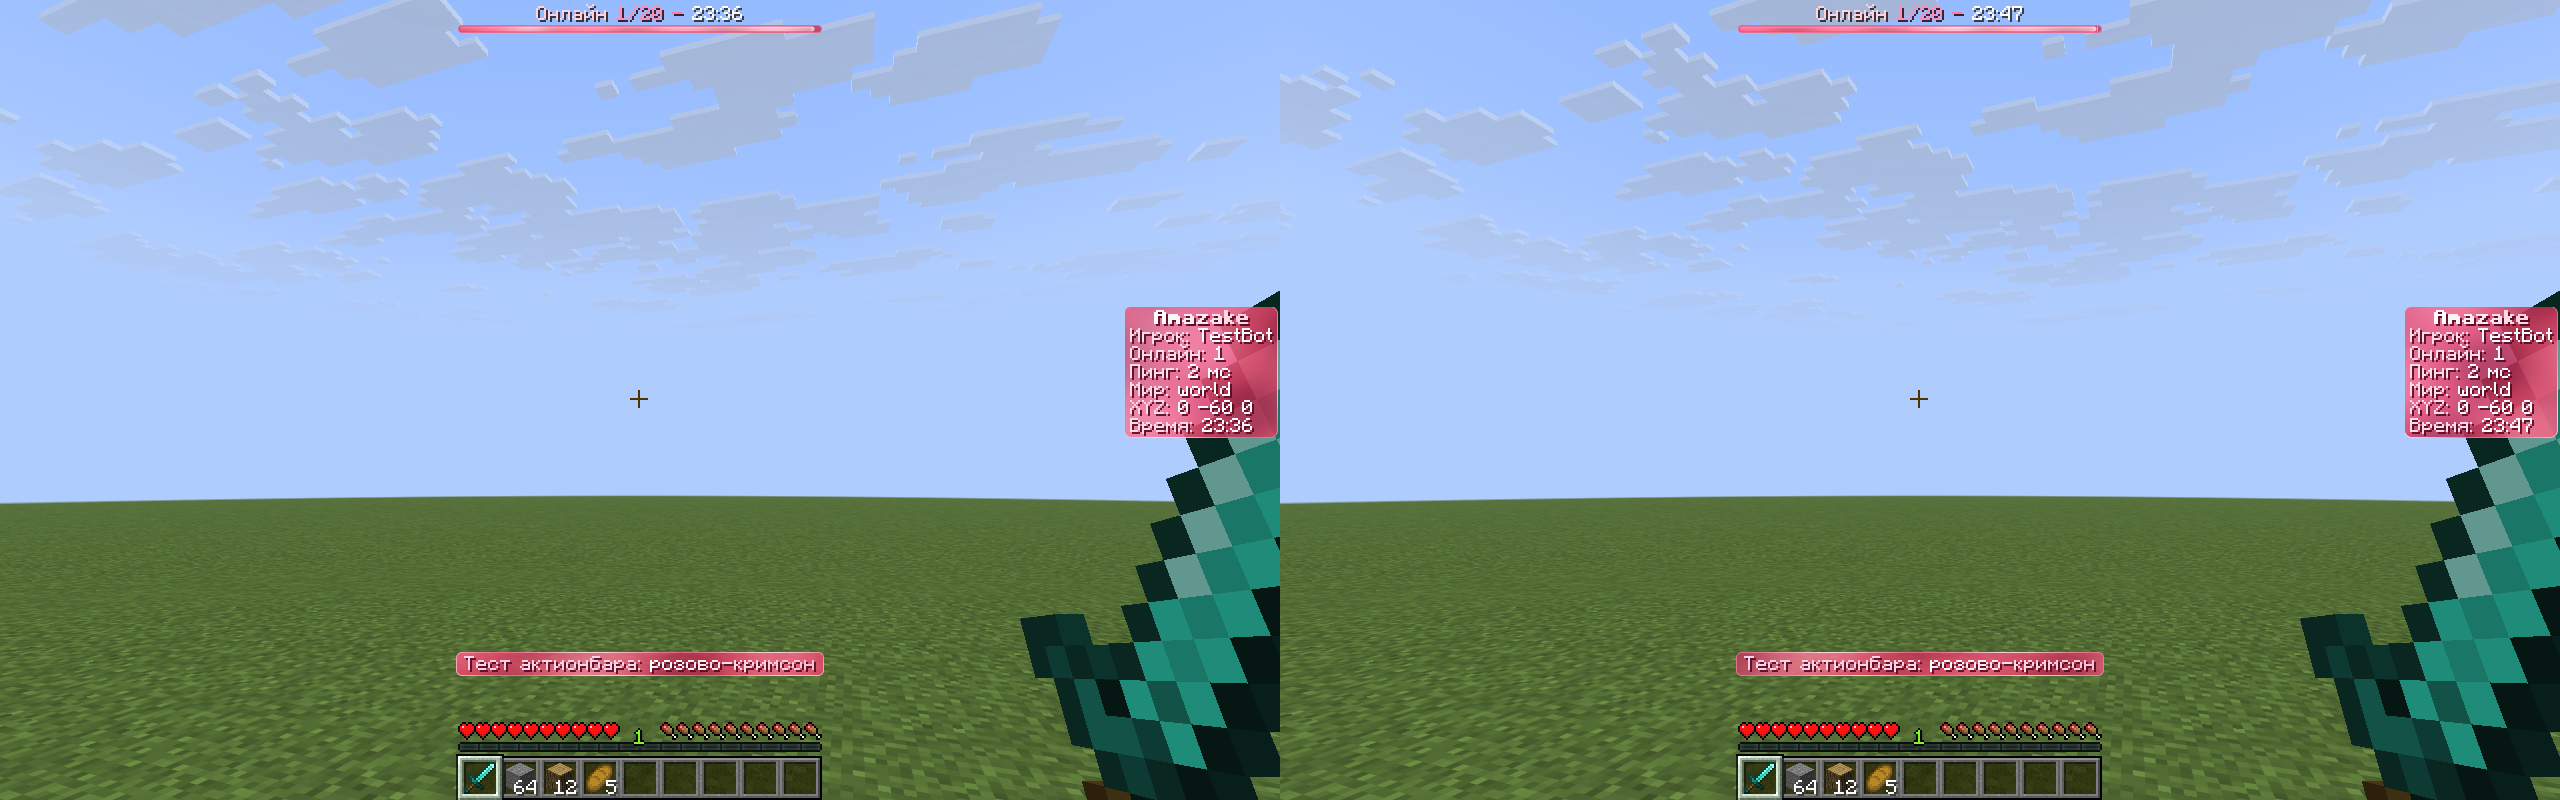 Онлайн 1/20 - 23:36
Amazake
Игрок: TestBot
Онлайн: 1
Пинг: 2 мс
Мир: world
XYZ: 0 -60 0
Время: 23:36
Тест актионбара: розово-кримсон
1
64 12 5
Онлайн 1/20 - 23:47
Amazake
Игрок: TestBot
Онлайн: 1
Пинг: 2 мс
Мир: world
XYZ: 0 -60 0
Время: 23:47
Тест актионбара: розово-кримсон
1
64 12 5